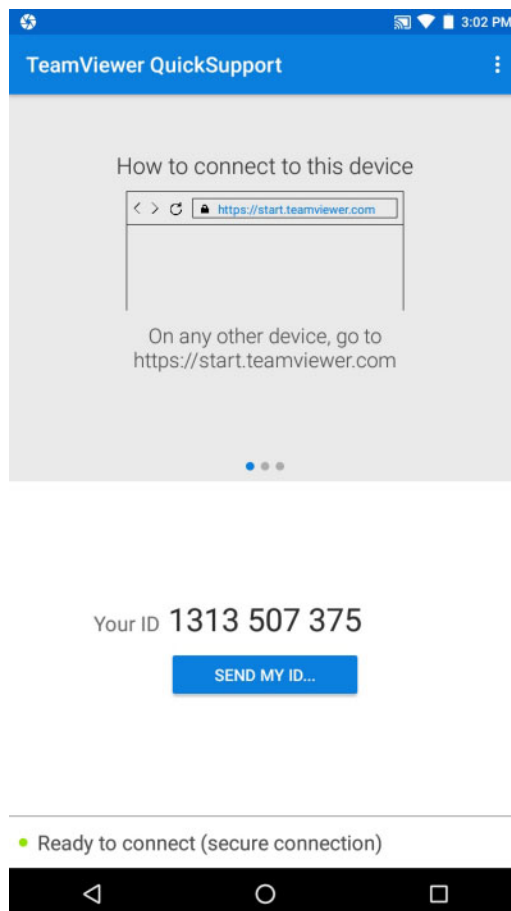 3:02 PM
TeamViewer QuickSupport
How to connect to this device
https://start.teamviewer.com
On any other device, go to
https://start.teamviewer.com
Your ID 1313 507 375
SEND MY ID...
Ready to connect (secure connection)